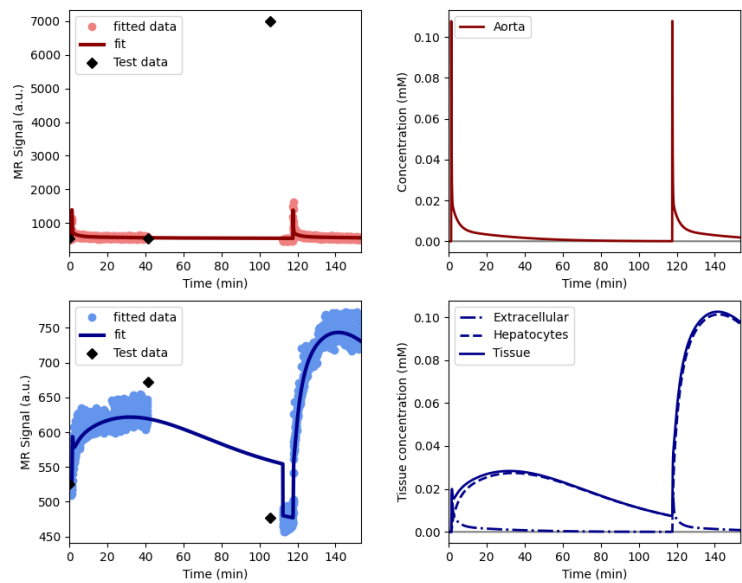 MR Signal (a.u.)
7000
6000
5000
4000
3000
2000
1000
fitted data
fit
Test data
0 20 40 60 80 100 120 140
Time (min)
Concentration (mM)
0.10
0.08
0.06
0.04
0.02
0.00
Aorta
0 20 40 60 80 100 120 140
Time (min)
MR Signal (a.u.)
750
700
650
600
550
500
450
fitted data
fit
Test data
0 20 40 60 80 100 120 140
Time (min)
Tissue concentration (mM)
0.10
0.08
0.06
0.04
0.02
0.00
Extracellular
Hepatocytes
Tissue
0 20 40 60 80 100 120 140
Time (min)